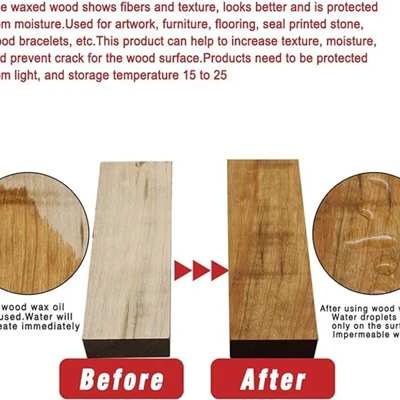 e waxed wood shows fibers and texture, looks better and is protected
m moisture.Used for artwork, furniture, flooring, seal printed stone,
ood bracelets, etc.This product can help to increase texture, moisture,
d prevent crack for the wood surface.Products need to be protected
om light, and storage temperature 15 to 25
wood wax oil
used.Water will
eate immediately
After using wood w
Water droplets
only on the sur
Impermeable w
Before
After